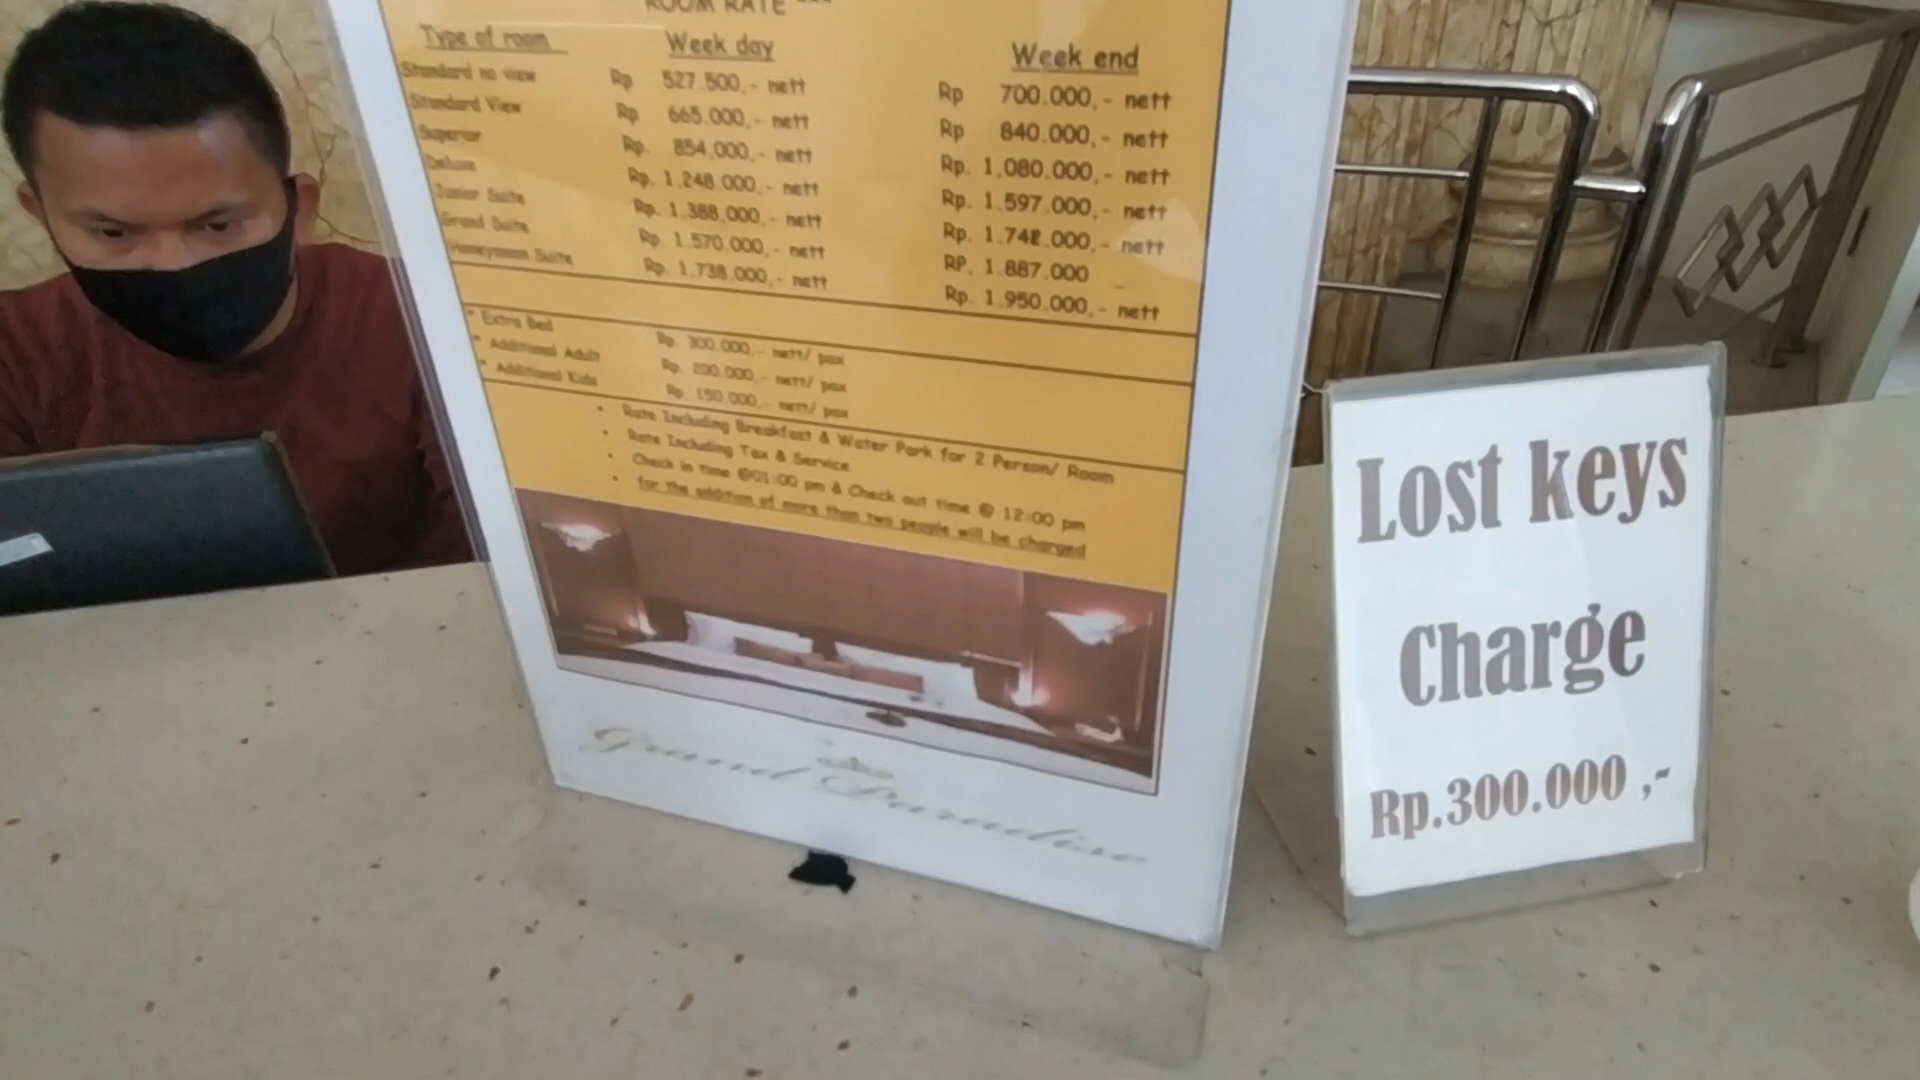 ROOM RATE ***
Type of room Week day Week end
Standard no view Rp 527.500,- nett Rp 700.000,- nett
Standard View Rp 665.000,- nett Rp 840.000,- nett
Superior Rp. 854.000,- nett Rp. 1.080.000,- nett
Deluxe Rp. 1.248.000,- nett Rp. 1.597.000,- nett
Junior Suite Rp. 1.388.000,- nett Rp. 1.748.000,- nett
Grand Suite Rp. 1.570.000,- nett RP. 1.887.000
Honeymoon Suite Rp. 1.738.000,- nett Rp. 1.950.000,- nett
* Extra Bed Rp. 300.000,- nett/ pax
* Additional Adult Rp. 200.000,- nett/ pax
* Additional Kids Rp. 150.000,- nett/ pax
• Rate Including Breakfast & Water Park for 2 Person/ Room
• Rate Including Tax & Service
• Check in time @01:00 pm & Check out time @ 12:00 pm
• for the addition of more than two people will be charged
Grand Paradise
Lost keys
Charge
Rp.300.000 ,-